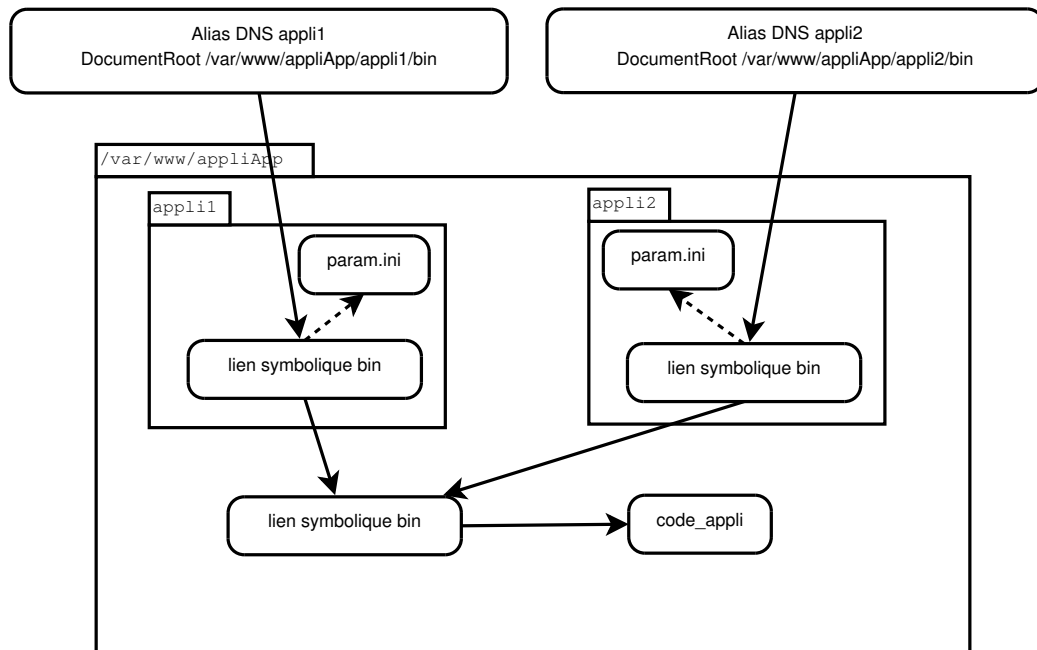 Alias DNS appli1
DocumentRoot /var/www/appliApp/appli1/bin
Alias DNS appli2
DocumentRoot /var/www/appliApp/appli2/bin
/var/www/appliApp
appli1
param.ini
lien symbolique bin
appli2
param.ini
lien symbolique bin
lien symbolique bin
code_appli